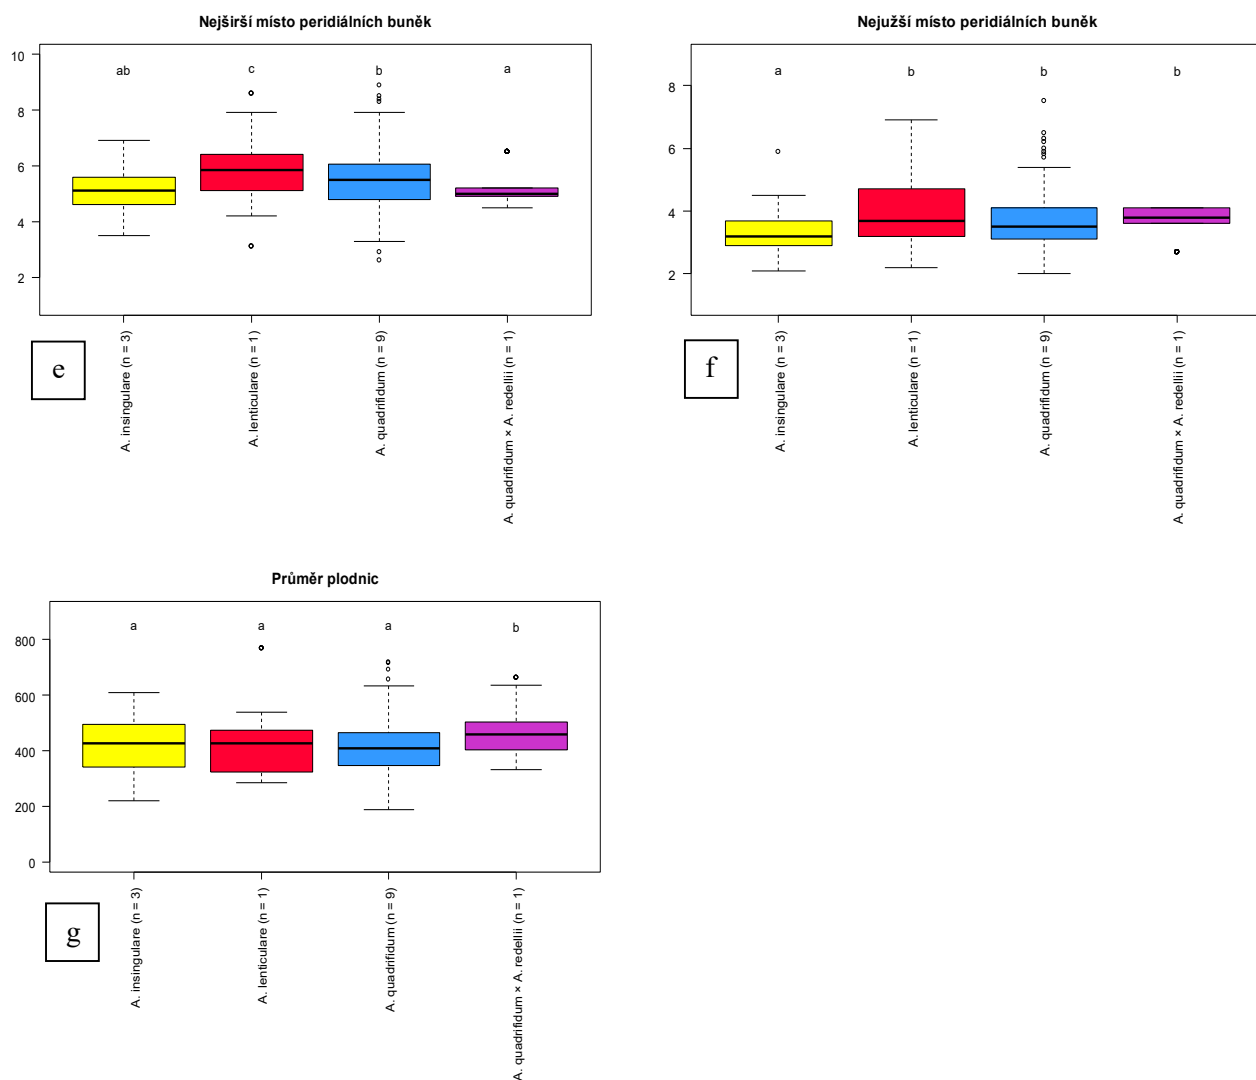 Nejširší místo peridiálních buněk
10
8
6
4
2
ab
c
b
a
A. insingulare (n = 3)
A. lenticulare (n = 1)
A. quadrifidum (n = 9)
A. quadrifidum × A. redellii (n = 1)
e
Nejužší místo peridiálních buněk
8
6
4
2
a
b
b
b
A. insingulare (n = 3)
A. lenticulare (n = 1)
A. quadrifidum (n = 9)
A. quadrifidum × A. redellii (n = 1)
f
Průměr plodnic
800
600
400
200
0
a
a
a
b
A. insingulare (n = 3)
A. lenticulare (n = 1)
A. quadrifidum (n = 9)
A. quadrifidum × A. redellii (n = 1)
g